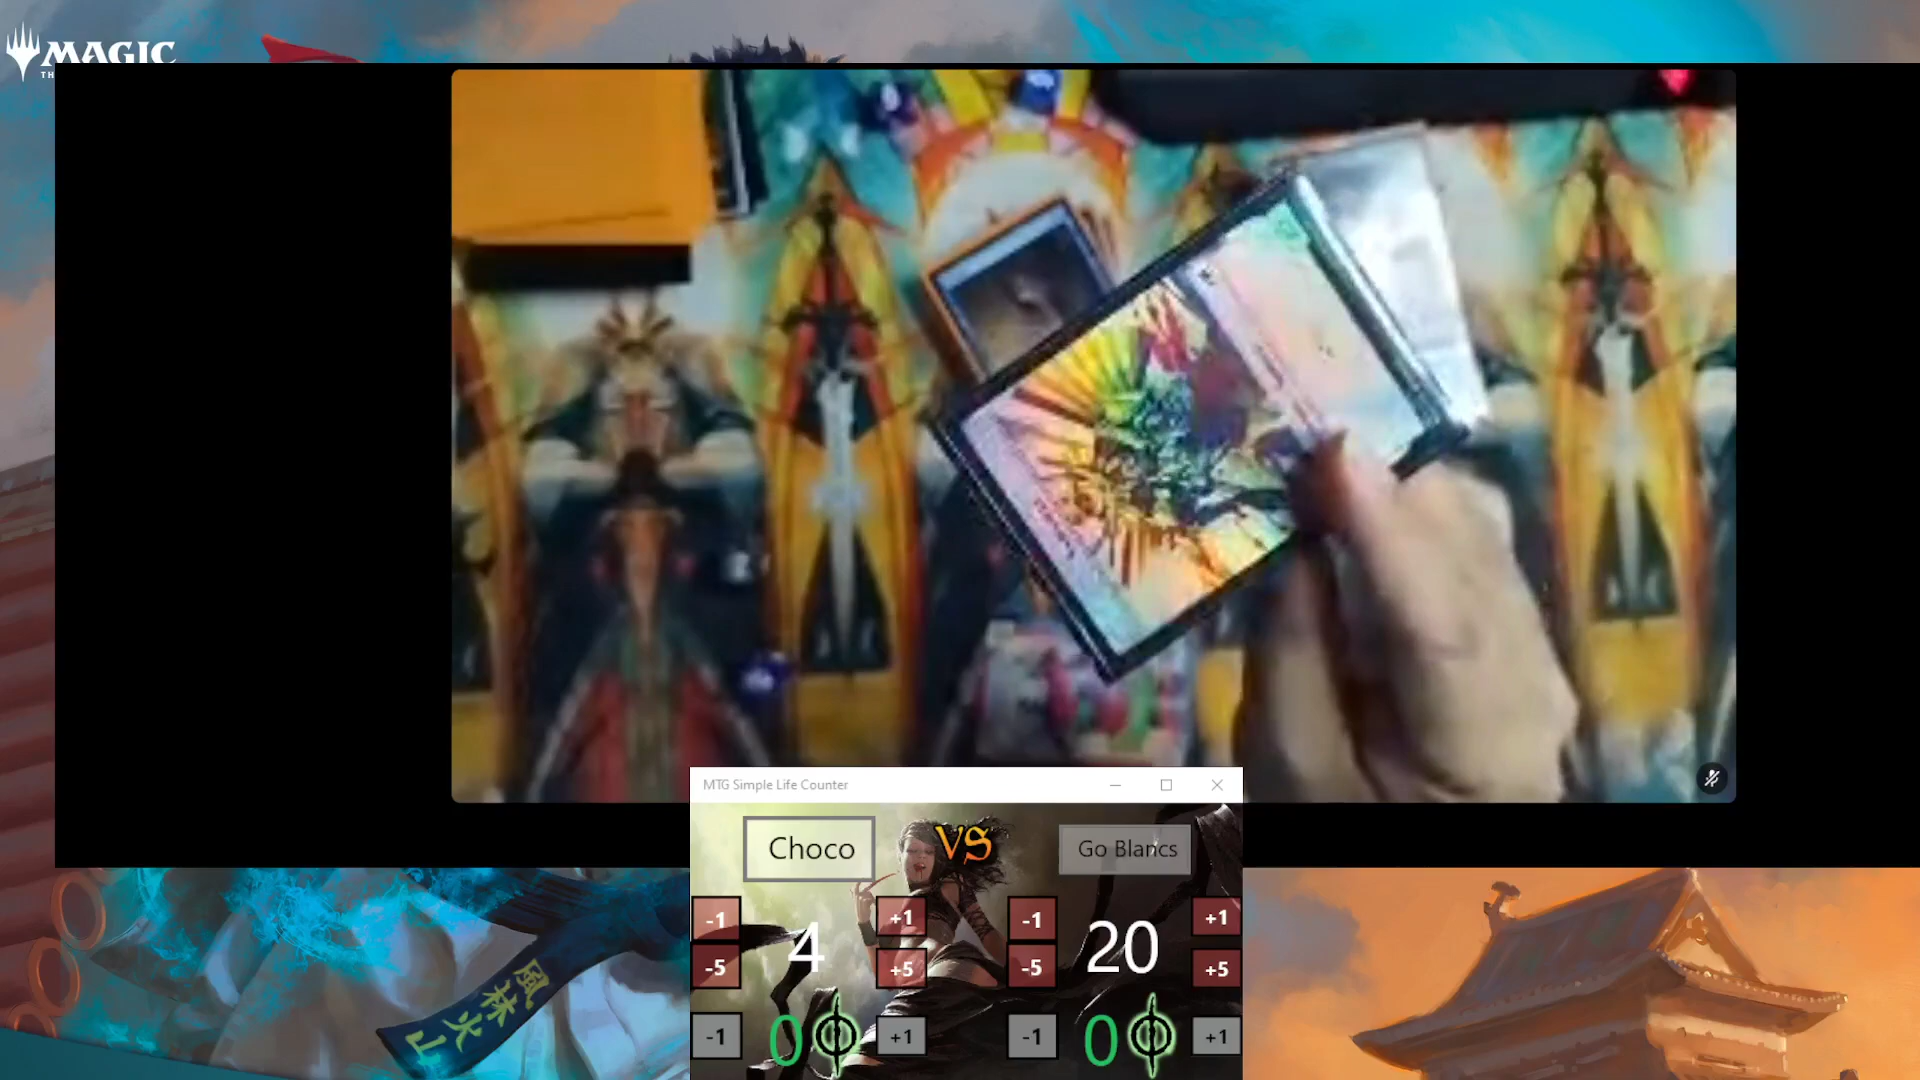 MAGIC
TH
MTG Simple Life Counter
Choco
VS
Go Blancs
-1
4
+1
-1
20
+1
-5
+5
-5
+5
-1
0
+1
-1
0
+1
風林火山